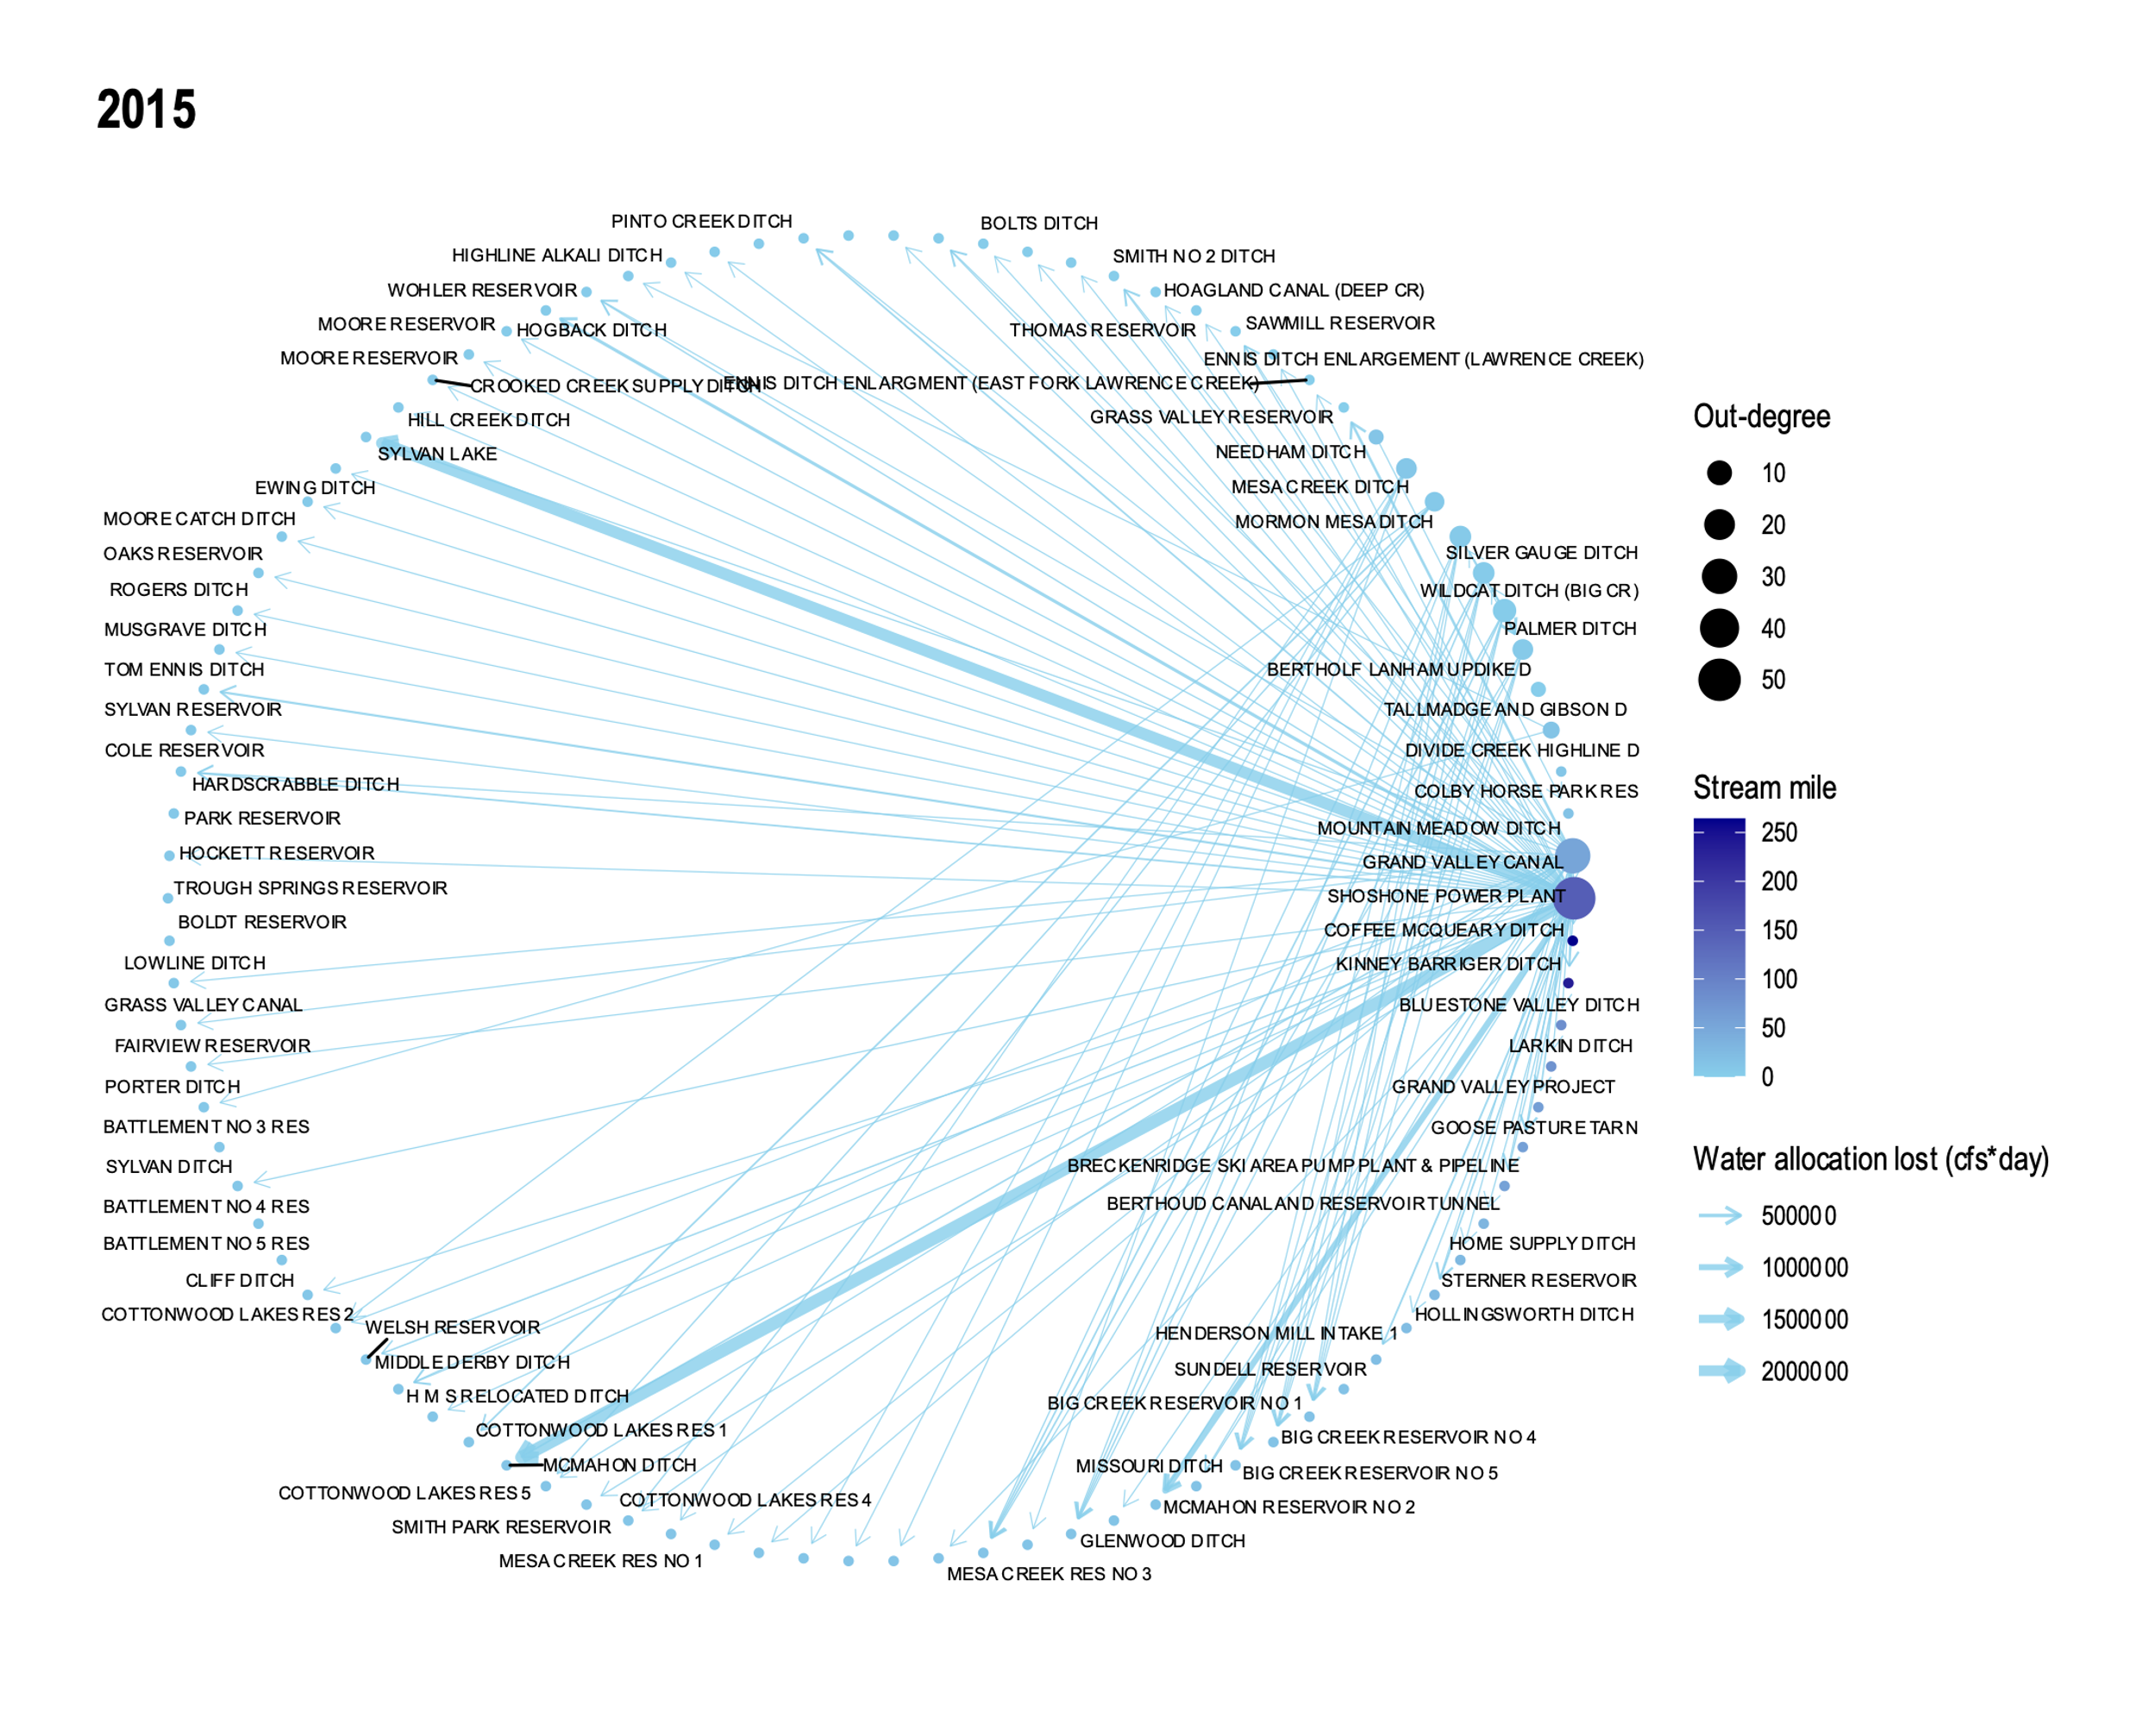 2015
PINTO CREEK DITCH
BOLTS DITCH
HIGHLINE ALKALI DITCH
SMITH NO 2 DITCH
WOHLER RESERVOIR
HOAGLAND CANAL (DEEP CR)
MOORE RESERVOIR
HOGBACK DITCH
THOMAS RESERVOIR
SAWMILL RESERVOIR
MOORE RESERVOIR
ENNIS DITCH ENLARGEMENT (LAWRENCE CREEK)
CROOKED CREEK SUPPLY DITCH
ENNIS DITCH ENLARGMENT (EAST FORK LAWRENCE CREEK)
HILL CREEK DITCH
GRASS VALLEY RESERVOIR
SYLVAN LAKE
NEEDHAM DITCH
EWING DITCH
MESA CREEK DITCH
MOORE CATCH DITCH
MORMON MESA DITCH
OAKS RESERVOIR
SILVER GAUGE DITCH
ROGERS DITCH
WILDCAT DITCH (BIG CR)
MUSGRAVE DITCH
PALMER DITCH
TOM ENNIS DITCH
BERTHOLF LANHAM UPDIKE D
SYLVAN RESERVOIR
TALLMADGE AND GIBSON D
COLE RESERVOIR
DIVIDE CREEK HIGHLINE D
HARDSCRABBLE DITCH
COLBY HORSE PARK RES
PARK RESERVOIR
MOUNTAIN MEADOW DITCH
HOCKETT RESERVOIR
GRAND VALLEY CANAL
TROUGH SPRINGS RESERVOIR
SHOSHONE POWER PLANT
BOLDT RESERVOIR
COFFEE MCQUEARY DITCH
LOWLINE DITCH
KINNEY BARRIGER DITCH
GRASS VALLEY CANAL
BLUESTONE VALLEY DITCH
FAIRVIEW RESERVOIR
LARKIN DITCH
PORTER DITCH
GRAND VALLEY PROJECT
BATTLEMENT NO 3 RES
GOOSE PASTURE TARN
SYLVAN DITCH
BRECKENRIDGE SKI AREA PUMP PLANT & PIPELINE
BATTLEMENT NO 4 RES
BERTHOUD CANAL AND RESERVOIR TUNNEL
BATTLEMENT NO 5 RES
HOME SUPPLY DITCH
CLIFF DITCH
STERNER RESERVOIR
COTTONWOOD LAKES RES 2
HOLLINGSWORTH DITCH
WELSH RESERVOIR
HENDERSON MILL INTAKE 1
MIDDLE DERBY DITCH
SUNDELL RESERVOIR
H M S RELOCATED DITCH
BIG CREEK RESERVOIR NO 1
COTTONWOOD LAKES RES 1
BIG CREEK RESERVOIR NO 4
MCMAHON DITCH
MISSOURI DITCH
BIG CREEK RESERVOIR NO 5
COTTONWOOD LAKES RES 5
COTTONWOOD LAKES RES 4
MCMAHON RESERVOIR NO 2
SMITH PARK RESERVOIR
GLENWOOD DITCH
MESA CREEK RES NO 1
MESA CREEK RES NO 3
Out-degree
10
20
30
40
50
Stream mile
250
200
150
100
50
0
Water allocation lost (cfs*day)
500000
1000000
1500000
2000000